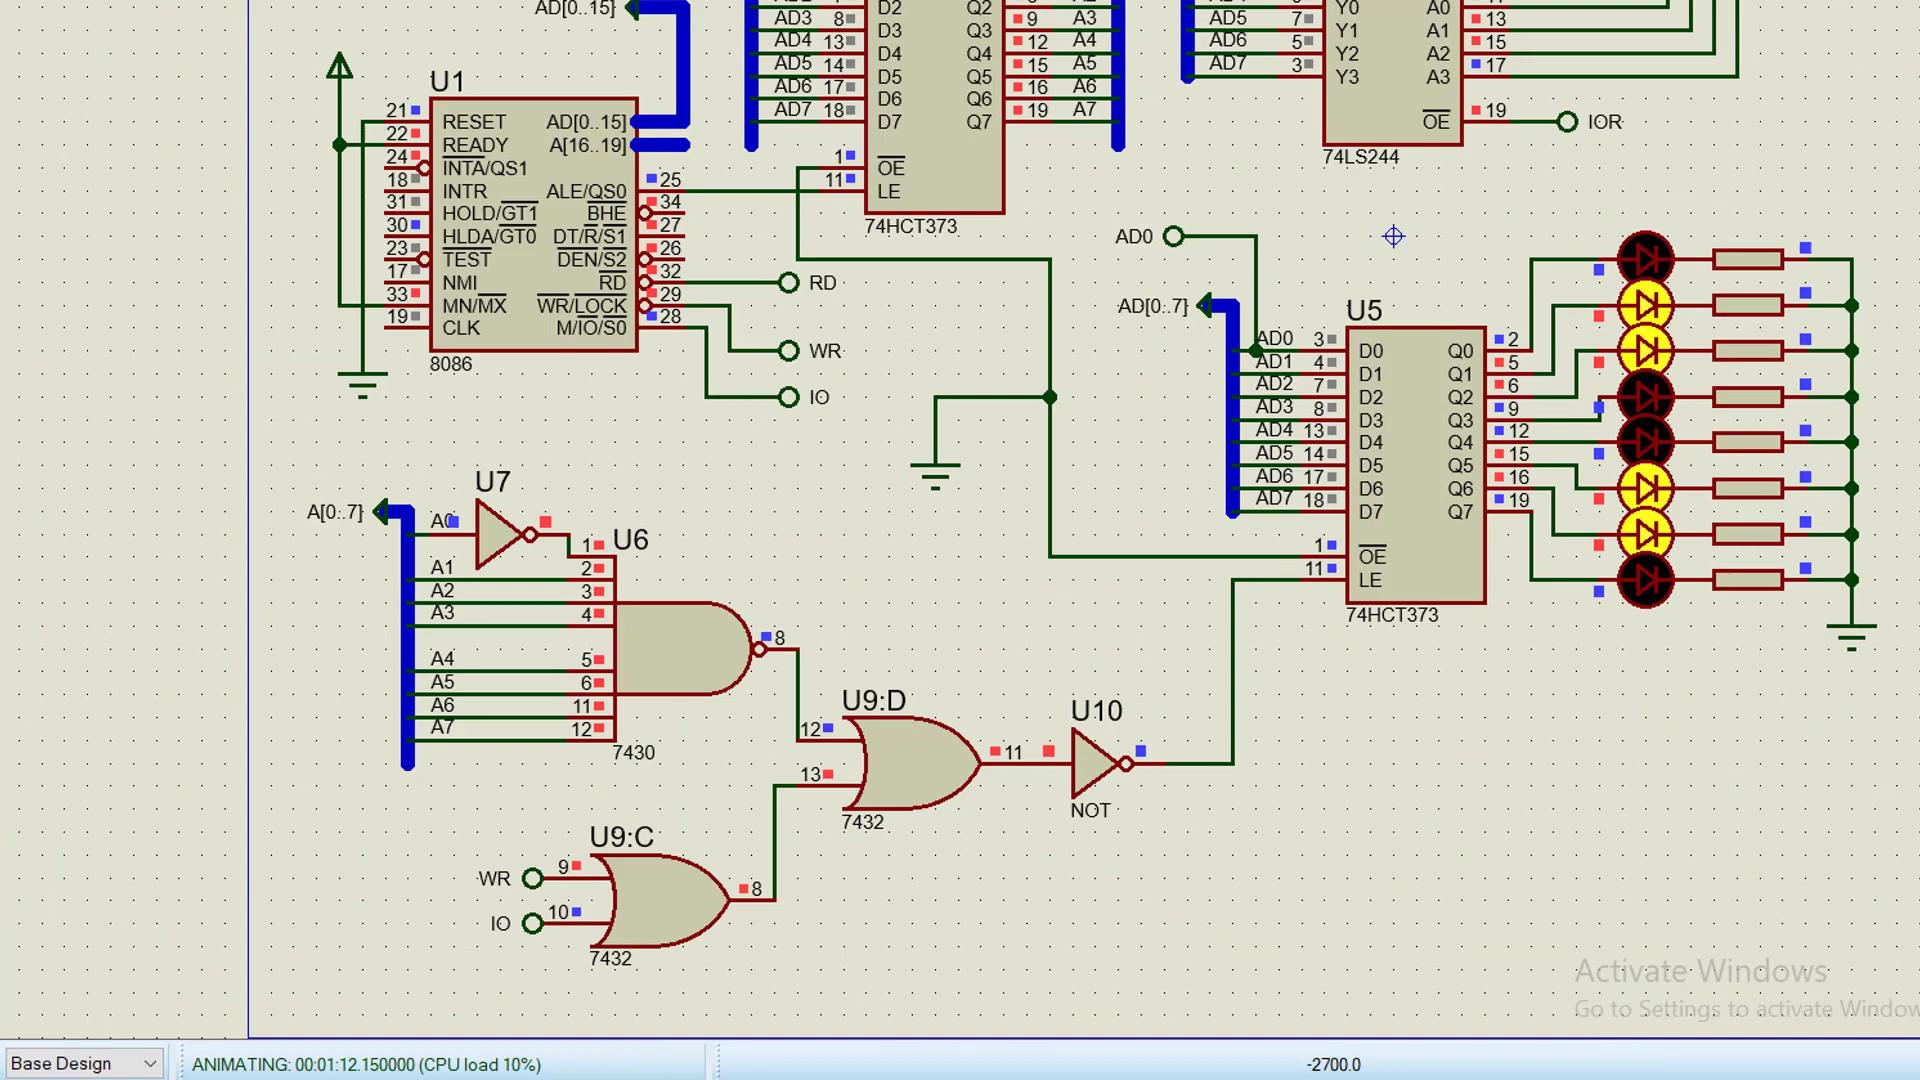 AD[0..15]
D2
Q2
AD3 8 D3 Q3 9 A3
AD4 13 D4 Q4 12 A4
AD5 14 D5 Q5 15 A5
AD6 17 D6 Q6 16 A6
AD7 18 D7 Q7 19 A7
1 OE
11 LE
74HCT373
Y0 A0
AD5 7 Y1 A1 13
AD6 5 Y2 A2 15
AD7 3 Y3 A3 17
OE 19 IOR
74LS244
U1
21 RESET AD[0..15]
22 READY A[16..19]
24 INTA/QS1
18 INTR ALE/QS0 25
31 HOLD/GT1 BHE 34
30 HLDA/GT0 DT/R/S1 27
23 TEST DEN/S2 26
17 NMI RD 32
33 MN/MX WR/LOCK 29
19 CLK M/IO/S0 28
8086
RD
WR
IO
AD0
AD[0..7]
U5
AD0 3 D0 Q0 2
AD1 4 D1 Q1 5
AD2 7 D2 Q2 6
AD3 8 D3 Q3 9
AD4 13 D4 Q4 12
AD5 14 D5 Q5 15
AD6 17 D6 Q6 16
AD7 18 D7 Q7 19
1 OE
11 LE
74HCT373
U7
A[0..7]
A0
U6
1
A1 2
A2 3
A3 4
A4 5
A5 6
A6 11
A7 12
8
7430
U9:D
12
13
11
7432
U10
NOT
U9:C
WR 9
IO 10
8
7432
Activate Windows
Go to Settings to activate Window
Base Design
ANIMATING: 00:01:12.150000 (CPU load 10%)
-2700.0